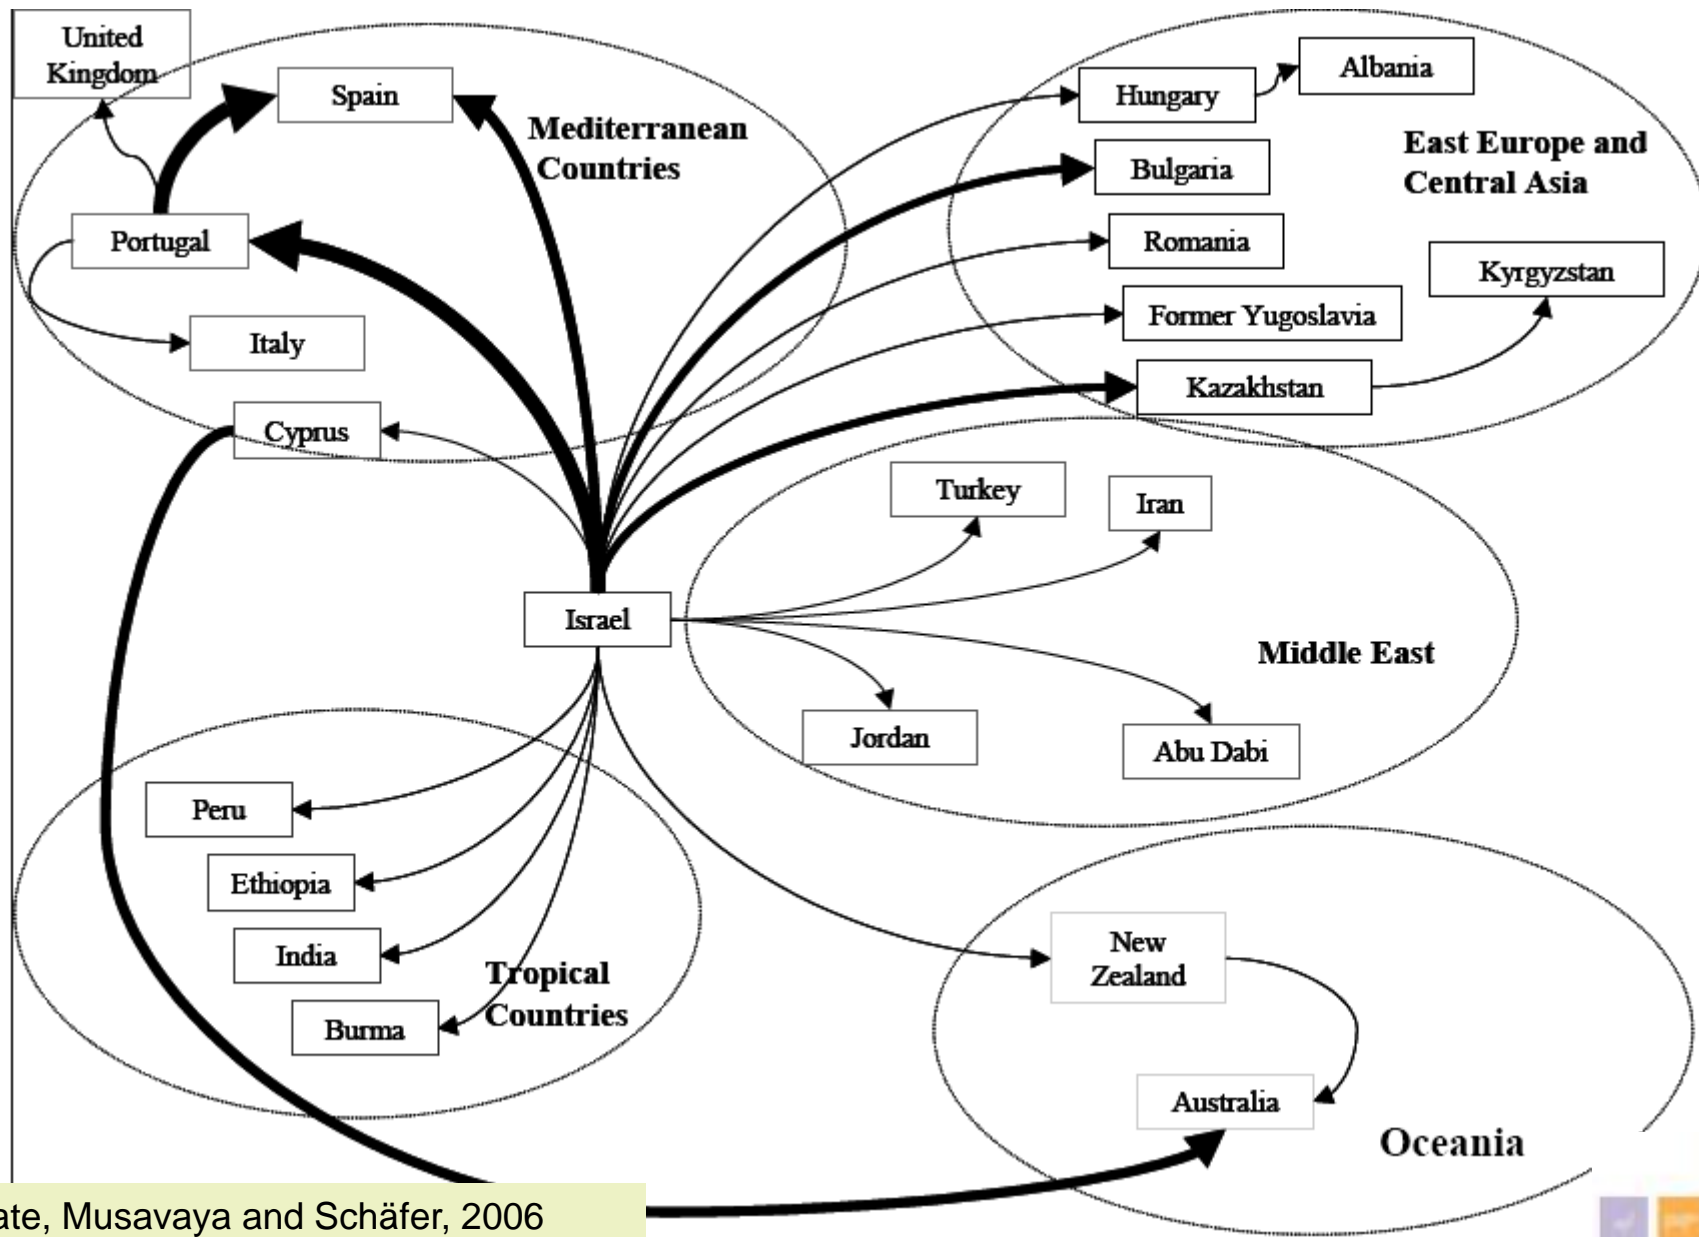 United
Kingdom
Spain
Mediterranean
Countries
Portugal
Italy
Cyprus
Hungary
Albania
Bulgaria
East Europe and
Central Asia
Romania
Kyrgyzstan
Former Yugoslavia
Kazakhstan
Turkey
Iran
Israel
Middle East
Jordan
Abu Dabi
Peru
Ethiopia
India
Tropical
Countries
Burma
New
Zealand
Australia
Oceania
Musavaya and Schäfer, 2006